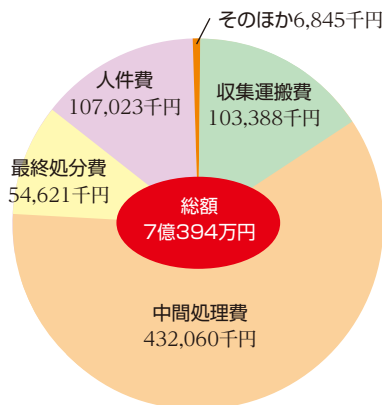 そのほか6,845千円
人件費
107,023千円
収集運搬費
103,388千円
最終処分費
54,621千円
総額
7億394万円
中間処理費
432,060千円